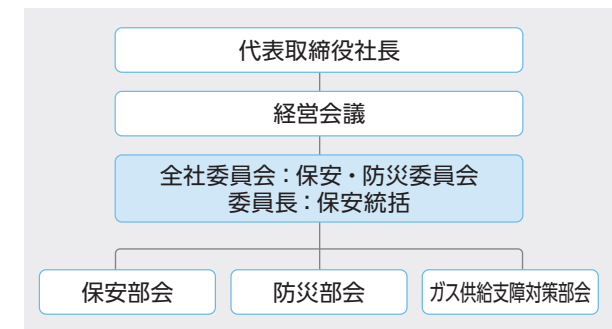 代表取締役社長
経営会議
全社委員会：保安・防災委員会
委員長：保安統括
保安部会
防災部会
ガス供給支障対策部会